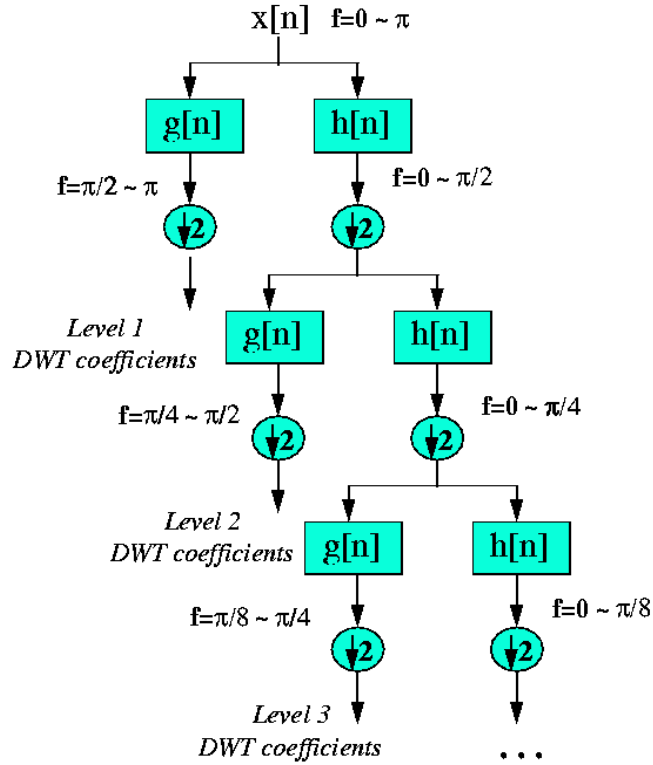 x[n] f=0 ~ π
g[n] h[n]
f=π/2 ~ π f=0 ~ π/2
↓2 ↓2
Level 1
DWT coefficients
g[n] h[n]
f=π/4 ~ π/2 f=0 ~ π/4
↓2 ↓2
Level 2
DWT coefficients
g[n] h[n]
f=π/8 ~ π/4 f=0 ~ π/8
↓2 ↓2
Level 3
DWT coefficients
...